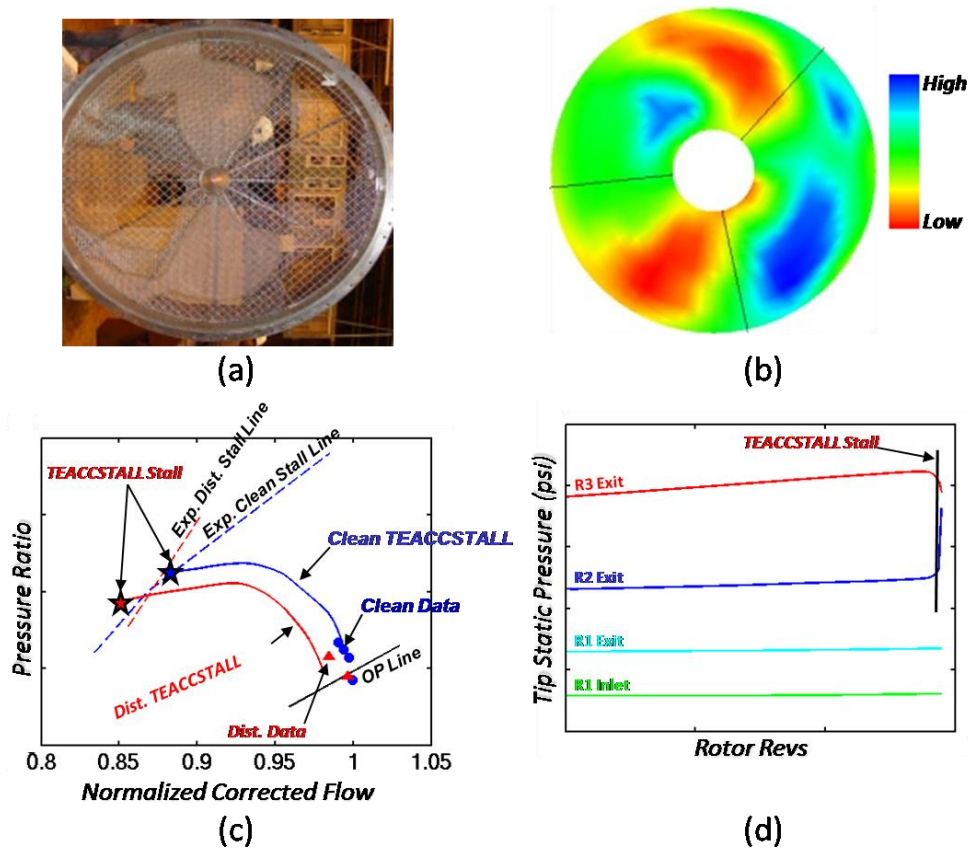 (a)
High
Low
(b)
TEACCSTALL Stall
Exp. Dist. Stall Line
Exp. Clean Stall Line
Clean TEACCSTALL
Clean Data
OP Line
Dist. TEACCSTALL
Dist. Data
Pressure Ratio
0.8 0.85 0.9 0.95 1 1.05
Normalized Corrected Flow
(c)
TEACCSTALL Stall
R3 Exit
R2 Exit
R1 Exit
R1 Inlet
Tip Static Pressure (psi)
Rotor Revs
(d)